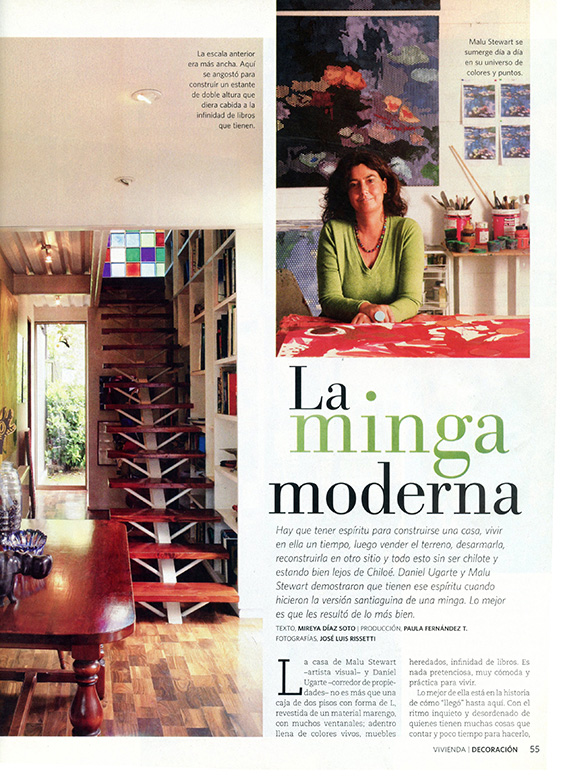 La escala anterior
era más ancha. Aquí
se angostó para
construir un estante
de doble altura que
diera cabida a la
infinidad de libros
que tienen.
Malu Stewart se
sumerge día a día
en su universo de
colores y puntos.
La
minga
moderna
Hay que tener espíritu para construirse una casa, vivir
en ella un tiempo, luego vender el terreno, desarmarla,
reconstruirla en otro sitio y todo esto sin ser chilote y
estando bien lejos de Chiloé. Daniel Ugarte y Malu
Stewart demostraron que tienen ese espíritu cuando
hicieron la versión santiaguina de una minga. Lo mejor
es que les resultó de lo más bien.
TEXTO, MIREYA DÍAZ SOTO | PRODUCCIÓN, PAULA FERNÁNDEZ T.
FOTOGRAFÍAS, JOSÉ LUIS RISSETTI
La casa de Malu Stewart
–artista visual– y Daniel
Ugarte –corredor de propie-
dades– no es más que una
caja de dos pisos con forma de L,
revestida de un material marengo,
con muchos ventanales; adentro
llena de colores vivos, muebles
heredados, infinidad de libros. Es
nada pretenciosa, muy cómoda y
práctica para vivir.
Lo mejor de ella está en la historia
de cómo "llegó" hasta aquí. Con el
ritmo inquieto y desordenado de
quienes tienen muchas cosas que
contar y poco tiempo para hacerlo,
VIVIENDA | DECORACIÓN 55